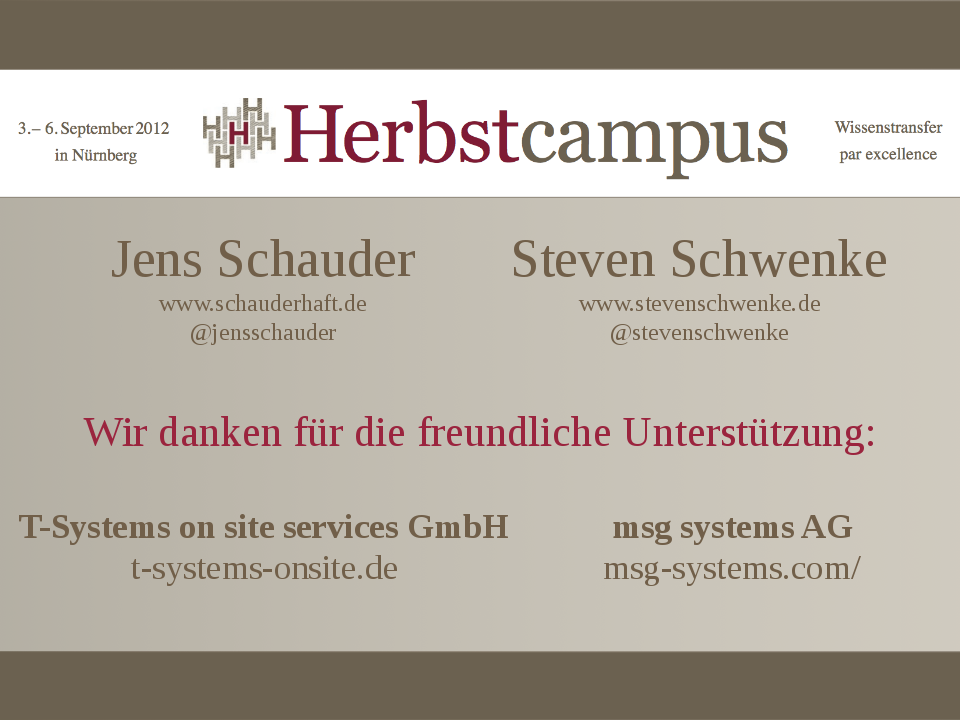 3.– 6. September 2012
in Nürnberg
Herbstcampus
Wissenstransfer
par excellence
Jens Schauder
www.schauderhaft.de
@jensschauder
Steven Schwenke
www.stevenschwenke.de
@stevenschwenke
Wir danken für die freundliche Unterstützung:
T-Systems on site services GmbH
t-systems-onsite.de
msg systems AG
msg-systems.com/